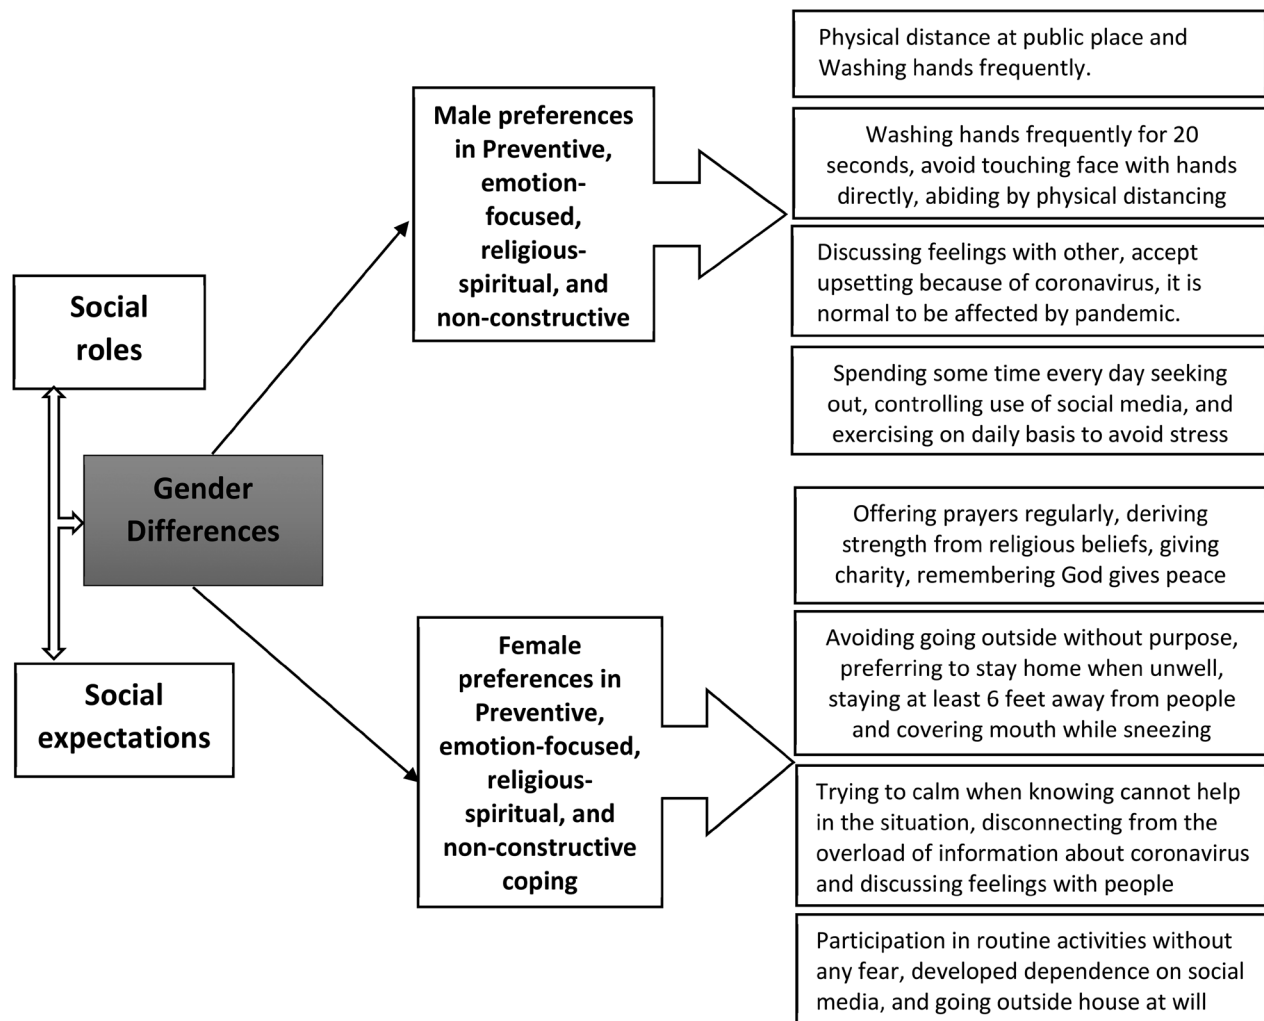 Social
roles
Gender
Differences
Social
expectations
Male preferences
in Preventive,
emotion-
focused,
religious-
spiritual, and
non-constructive
Physical distance at public place and
Washing hands frequently.
Washing hands frequently for 20
seconds, avoid touching face with hands
directly, abiding by physical distancing
Discussing feelings with other, accept
upsetting because of coronavirus, it is
normal to be affected by pandemic.
Spending some time every day seeking
out, controlling use of social media, and
exercising on daily basis to avoid stress
Female
preferences in
Preventive,
emotion-focused,
religious-
spiritual, and
non-constructive
coping
Offering prayers regularly, deriving
strength from religious beliefs, giving
charity, remembering God gives peace
Avoiding going outside without purpose,
preferring to stay home when unwell,
staying at least 6 feet away from people
and covering mouth while sneezing
Trying to calm when knowing cannot help
in the situation, disconnecting from the
overload of information about coronavirus
and discussing feelings with people
Participation in routine activities without
any fear, developed dependence on social
media, and going outside house at will